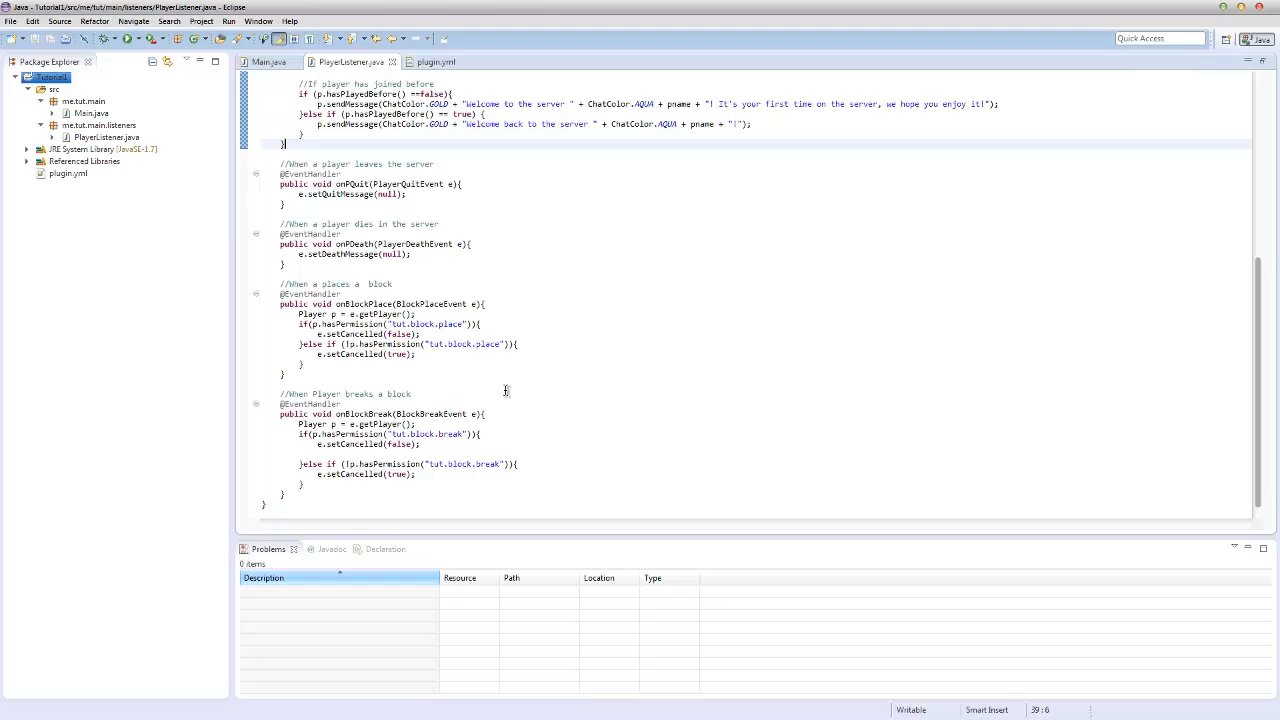 Java - Tutorial1/src/me/tut/main/listeners/PlayerListener.java - Eclipse
File Edit Source Refactor Navigate Search Project Run Window Help
Quick Access
Java
Package Explorer
Main.java PlayerListener.java plugin.yml
Tutorial1
src
me.tut.main
Main.java
me.tut.main.listeners
PlayerListener.java
JRE System Library [JavaSE-1.7]
Referenced Libraries
plugin.yml
//If player has joined before
if (p.hasPlayedBefore() ==false){
p.sendMessage(ChatColor.GOLD + "Welcome to the server " + ChatColor.AQUA + pname + "! It's your first time on the server, we hope you enjoy it!");
}else if (p.hasPlayedBefore() == true) {
p.sendMessage(ChatColor.GOLD + "Welcome back to the server " + ChatColor.AQUA + pname + "!");
}
}
//When a player leaves the server
@EventHandler
public void onPQuit(PlayerQuitEvent e){
e.setQuitMessage(null);
}
//When a player dies in the server
@EventHandler
public void onPDeath(PlayerDeathEvent e){
e.setDeathMessage(null);
}
//When a places a  block
@EventHandler
public void onBlockPlace(BlockPlaceEvent e){
Player p = e.getPlayer();
if(p.hasPermission("tut.block.place")){
e.setCancelled(false);
}else if (!p.hasPermission("tut.block.place")){
e.setCancelled(true);
}
}
//When Player breaks a block
@EventHandler
public void onBlockBreak(BlockBreakEvent e){
Player p = e.getPlayer();
if(p.hasPermission("tut.block.break")){
e.setCancelled(false);
}else if (!p.hasPermission("tut.block.break")){
e.setCancelled(true);
}
}
}
Problems Javadoc Declaration
0 items
Description Resource Path Location Type
Writable Smart Insert 39 : 6